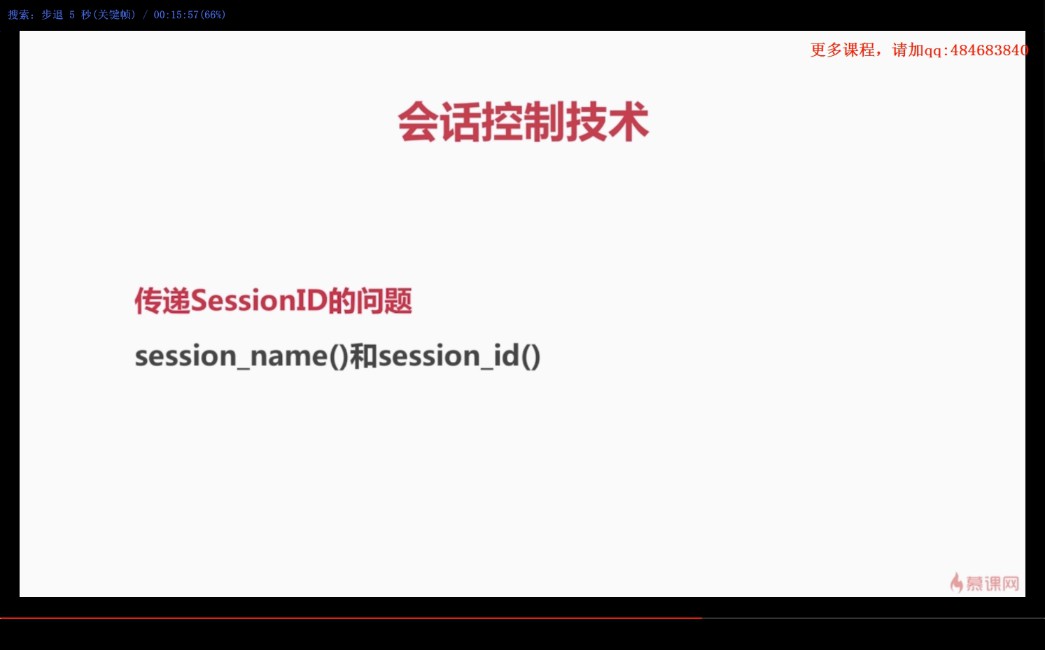 搜索: 步退 5 秒(关键帧) / 00:15:57(66%)
更多课程，请加qq:484683840
会话控制技术
传递SessionID的问题
session_name()和session_id()
慕课网